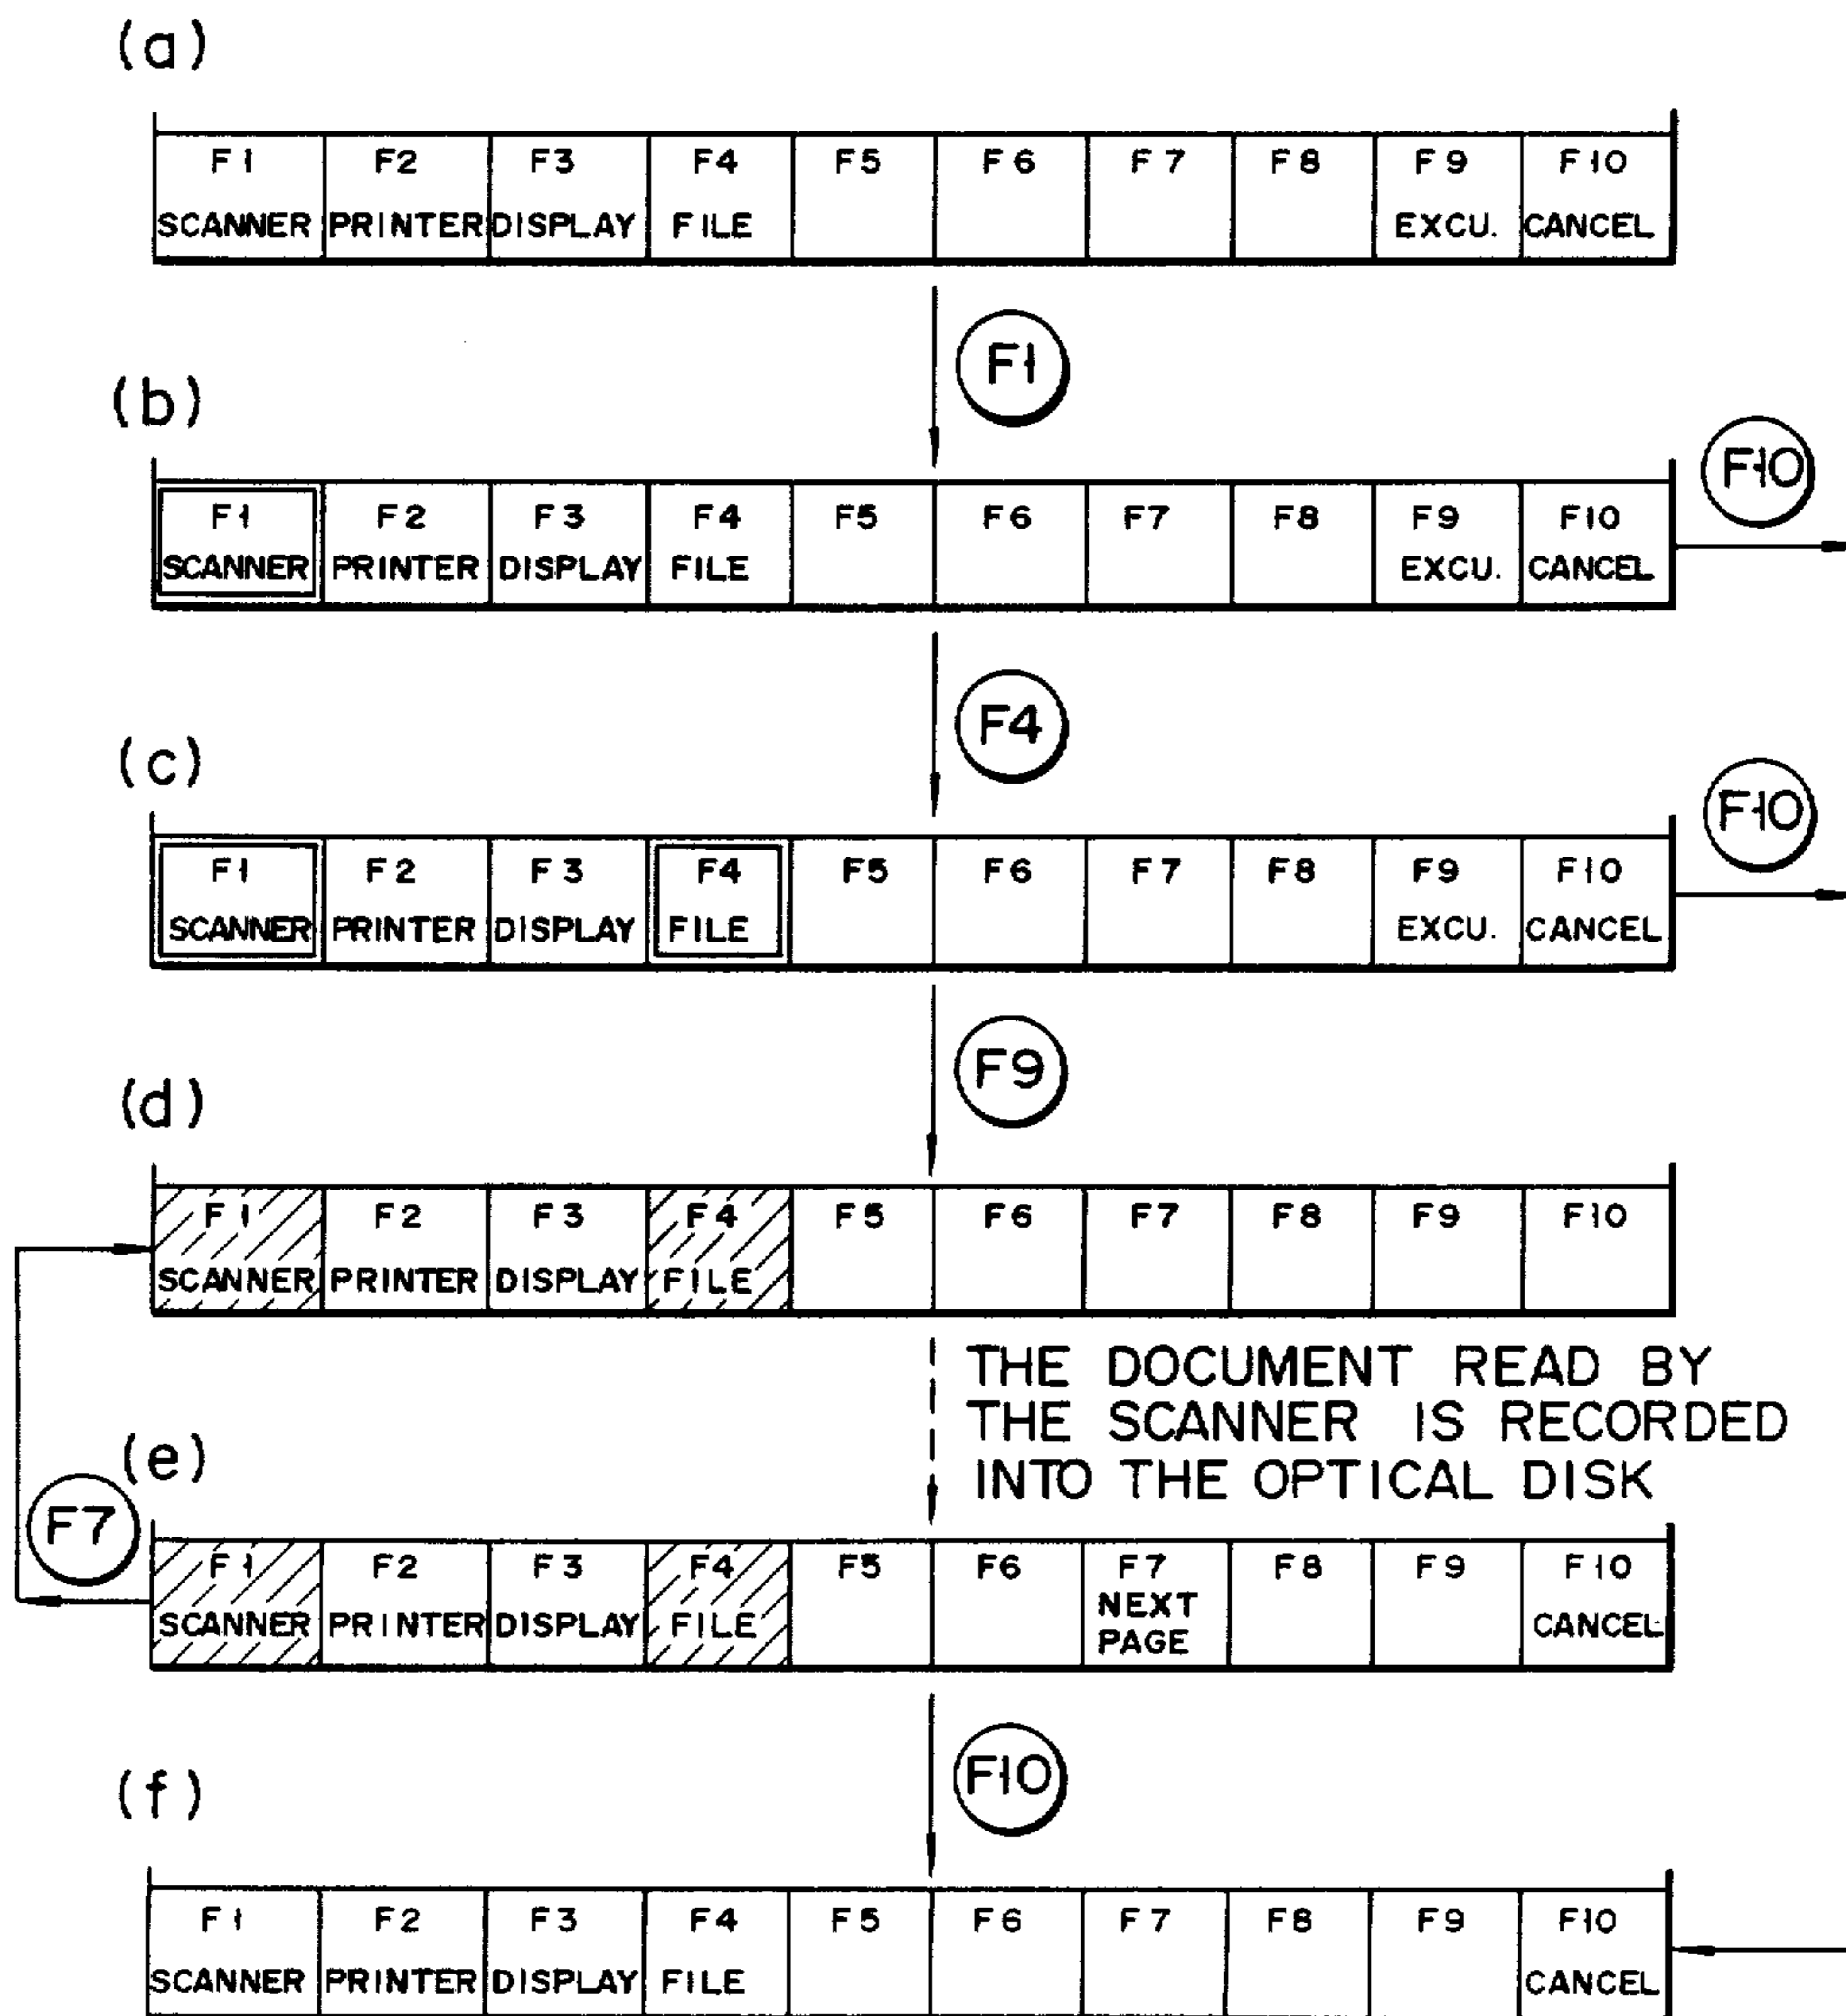 (a)
F1 F2 F3 F4 F5 F6 F7 F8 F9 F10
SCANNER PRINTER DISPLAY FILE EXCU. CANCEL
F1
(b)
F10
F1 F2 F3 F4 F5 F6 F7 F8 F9 F10
SCANNER PRINTER DISPLAY FILE EXCU. CANCEL
F4
(c)
F10
F1 F2 F3 F4 F5 F6 F7 F8 F9 F10
SCANNER PRINTER DISPLAY FILE EXCU. CANCEL
F9
(d)
F1 F2 F3 F4 F5 F6 F7 F8 F9 F10
SCANNER PRINTER DISPLAY FILE
THE DOCUMENT READ BY
THE SCANNER IS RECORDED
INTO THE OPTICAL DISK
(e)
F7
F1 F2 F3 F4 F5 F6 F7 F8 F9 F10
NEXT
SCANNER PRINTER DISPLAY FILE CANCEL
PAGE
F10
(f)
F1 F2 F3 F4 F5 F6 F7 F8 F9 F10
SCANNER PRINTER DISPLAY FILE CANCEL